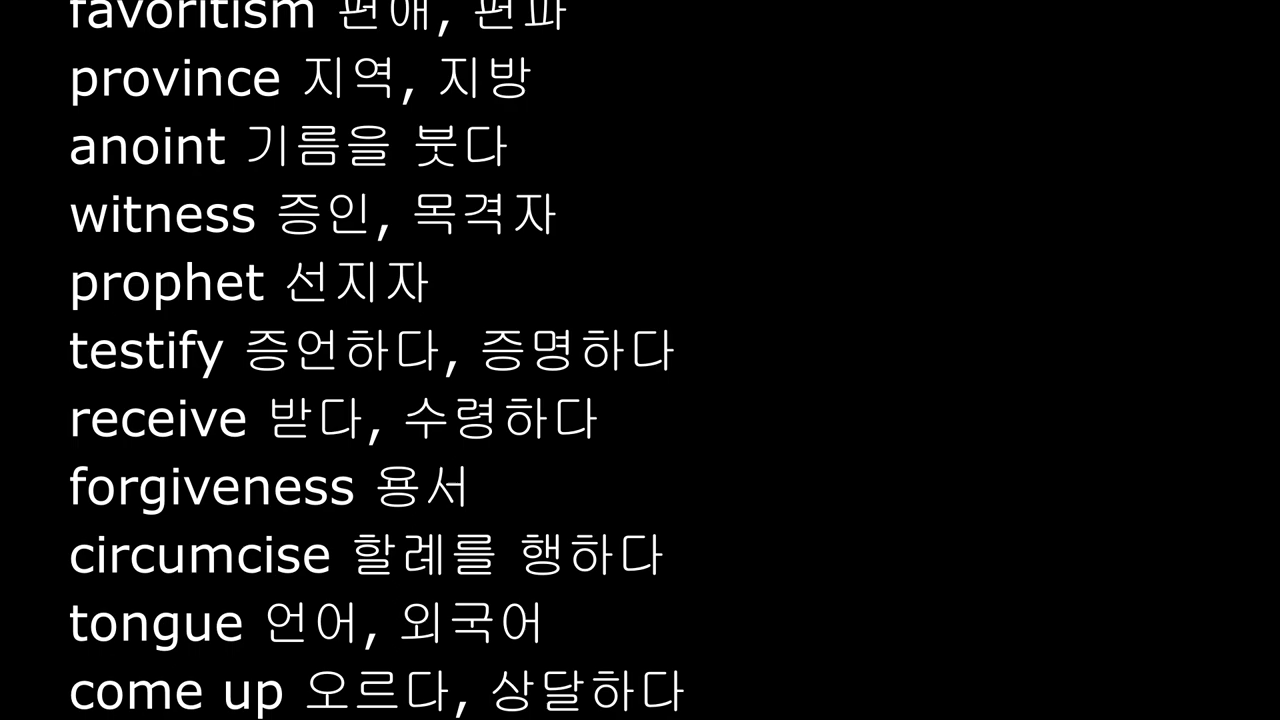 favoritism 편애, 편파
province 지역, 지방
anoint 기름을 붓다
witness 증인, 목격자
prophet 선지자
testify 증언하다, 증명하다
receive 받다, 수령하다
forgiveness 용서
circumcise 할례를 행하다
tongue 언어, 외국어
come up 오르다, 상달하다